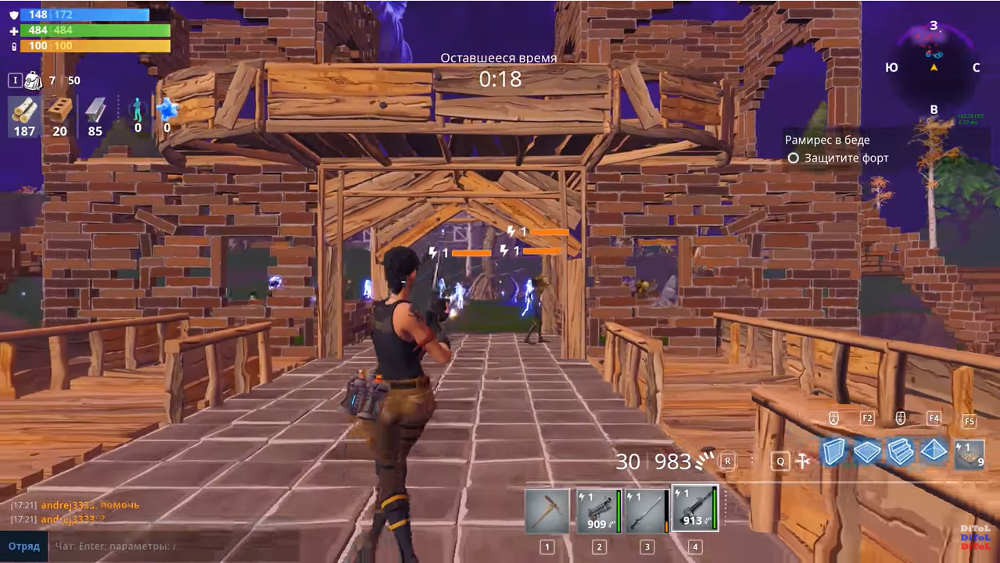 148 172
484 484
100 100
I 7 50
187 20 85 0 0
Оставшееся время
0:18
З
Ю С
В
Рамирес в беде
Защитите форт
1
1 1
30 983 R Q
F2 F4 F5
1 9
1 909
1
1 913
1 2 3 4
[17:21] andrej3333: помочь
[17:21] andrej3333: ?
Отряд Чат: Enter; параметры: /
DiToL
DiToL
DiToL